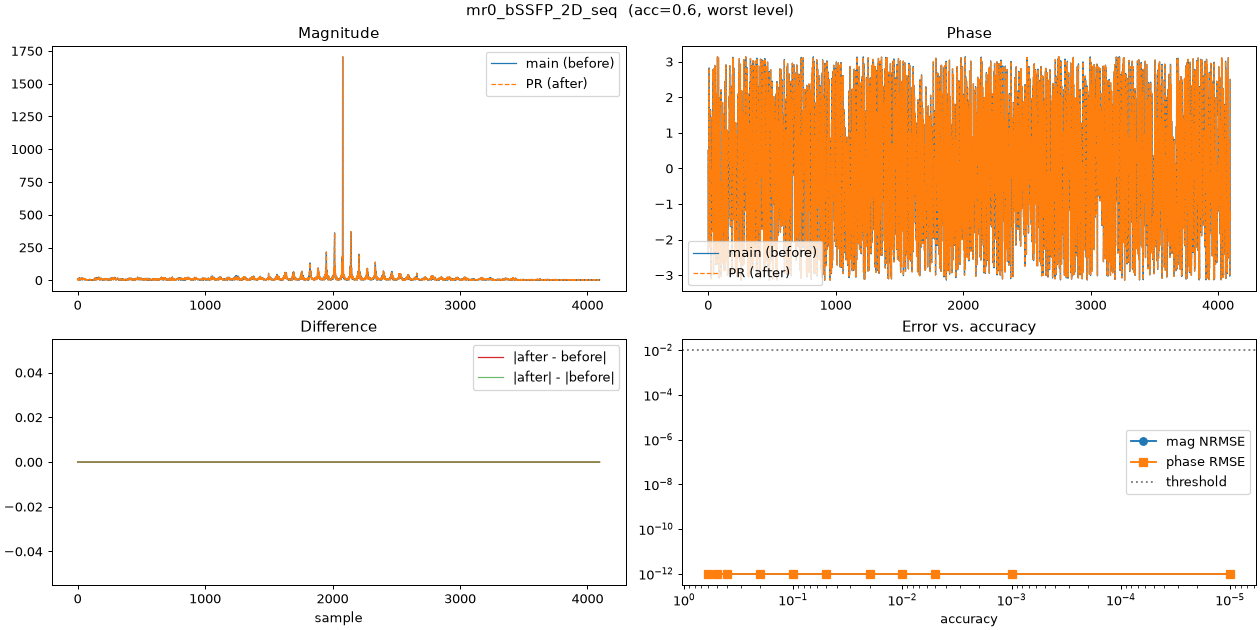 mr0_bSSFP_2D_seq  (acc=0.6, worst level)
Magnitude
1750
1500
1250
1000
750
500
250
0
0 1000 2000 3000 4000
main (before)
PR (after)
Phase
3
2
1
0
−1
−2
−3
0 1000 2000 3000 4000
main (before)
PR (after)
Difference
0.04
0.02
0.00
−0.02
−0.04
0 1000 2000 3000 4000
sample
|after - before|
|after| - |before|
Error vs. accuracy
10⁻²
10⁻⁴
10⁻⁶
10⁻⁸
10⁻¹⁰
10⁻¹²
10⁰ 10⁻¹ 10⁻² 10⁻³ 10⁻⁴ 10⁻⁵
accuracy
mag NRMSE
phase RMSE
threshold